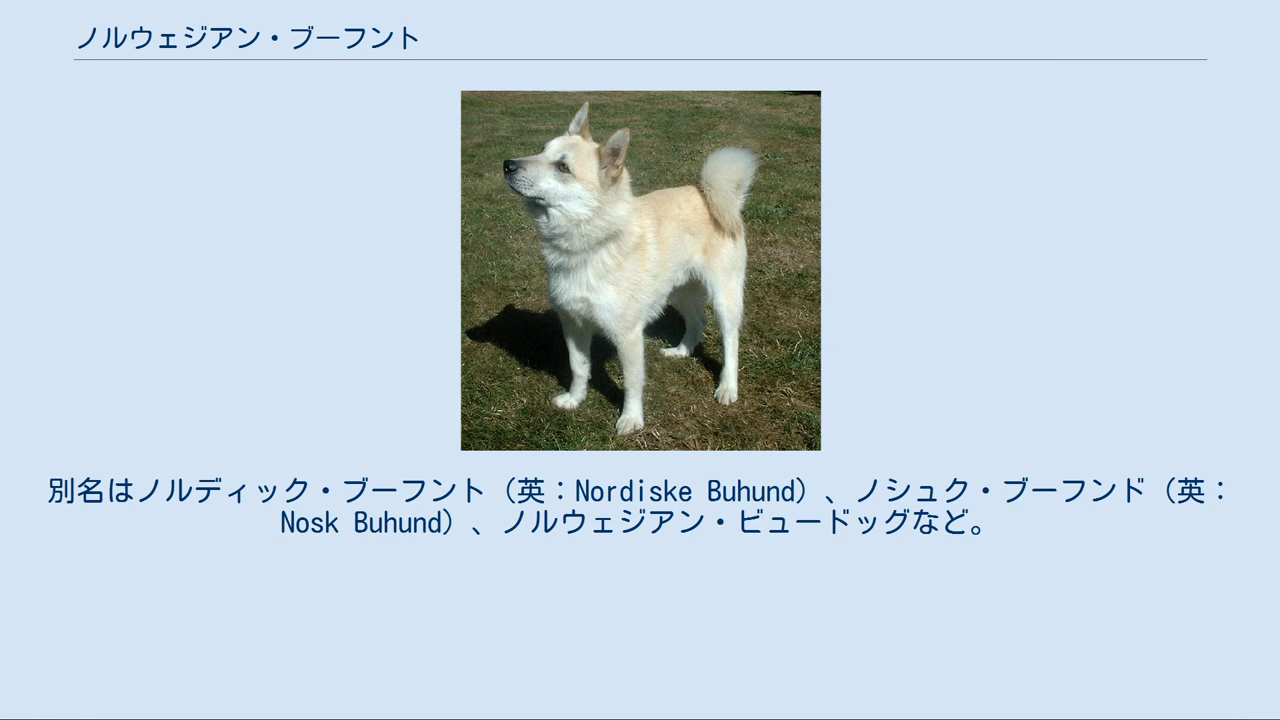 ノルウェジアン・ブーフント
別名はノルディック・ブーフント（英：Nordiske Buhund）、ノシュク・ブーフンド（英：
Nosk Buhund）、ノルウェジアン・ビュードッグなど。